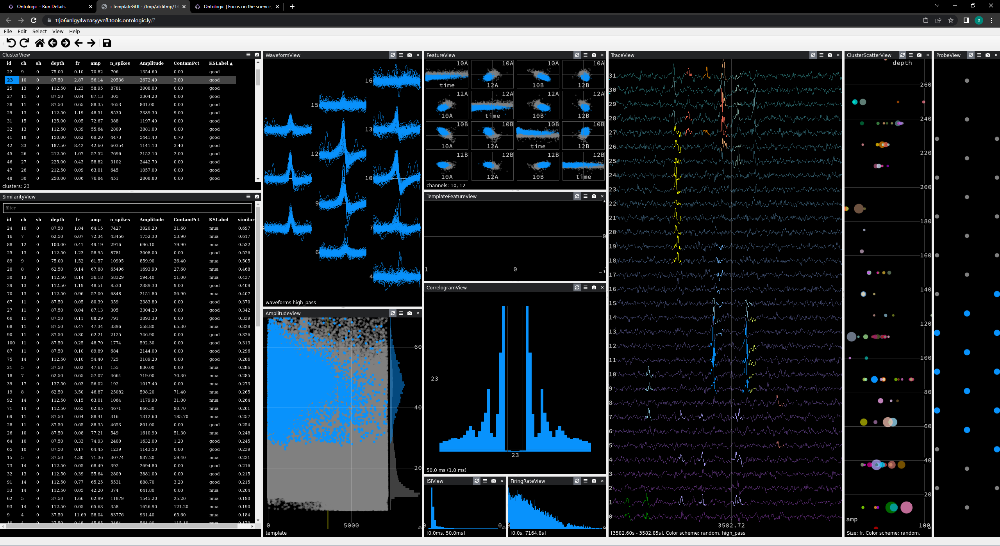 Ontologic - Run Details
: TemplateGUI - /tmp/.dclitmp/14
Ontologic | Focus on the science,
trjo6xnlgy4wnasyyve8.tools.ontologic.ly/?
File Edit Select View Help
ClusterView
id ch sh depth fr amp n_spikes Amplitude ContamPct KSLabel ▲
22 9 0 75.00 0.10 70.82 706 1354.60 0.00 good
23 10 0 87.50 2.87 56.14 20536 2672.40 3.00 good
25 13 0 112.50 1.23 58.95 8781 3008.00 0.00 good
27 11 0 87.50 0.04 87.13 305 3304.20 0.00 good
28 11 0 87.50 0.65 88.35 4653 801.00 0.00 good
29 13 0 112.50 1.19 48.51 8530 2389.30 9.00 good
31 15 0 125.00 0.05 72.67 388 1197.40 0.00 good
32 13 0 112.50 0.39 55.64 2809 3881.00 0.00 good
41 18 0 150.00 0.62 69.20 4473 5441.40 0.70 good
42 23 0 187.50 8.42 42.60 60354 1141.10 3.40 good
45 26 0 212.50 1.07 57.52 7696 2152.10 2.00 good
46 27 0 225.00 0.43 58.82 3102 2442.70 0.00 good
47 26 0 212.50 0.09 63.01 645 1057.00 0.00 good
48 30 0 250.00 0.06 76.84 451 2808.80 0.00 good
clusters: 23
SimilarityView
filter
id ch sh depth fr amp n_spikes Amplitude ContamPct KSLabel similari
24 10 0 87.50 1.04 64.15 7427 3020.20 31.60 mua 0.697
16 7 0 62.50 6.07 72.34 43456 1752.30 53.90 mua 0.617
88 12 0 100.00 0.41 49.19 2916 696.10 79.90 mua 0.532
25 13 0 112.50 1.23 58.95 8781 3008.00 0.00 good 0.526
89 9 0 75.00 1.52 61.57 10905 859.90 26.40 mua 0.505
20 8 0 62.50 9.14 67.88 65496 1693.90 27.60 mua 0.468
30 13 0 112.50 8.14 36.18 58329 594.40 51.00 mua 0.437
29 13 0 112.50 1.19 48.51 8530 2389.30 9.00 good 0.409
70 13 0 112.50 0.96 57.00 6848 2151.80 56.90 mua 0.407
67 11 0 87.50 0.05 80.39 359 2383.80 0.00 good 0.370
27 11 0 87.50 0.04 87.13 305 3304.20 0.00 good 0.342
66 11 0 87.50 0.11 88.29 791 3893.30 0.00 good 0.339
68 11 0 87.50 0.47 47.34 3396 558.80 65.30 mua 0.328
90 11 0 87.50 0.30 62.21 2125 746.90 0.00 good 0.326
100 11 0 87.50 0.25 48.70 1774 592.30 0.00 good 0.313
87 11 0 87.50 0.10 89.89 684 2144.00 0.00 good 0.296
75 14 0 112.50 0.10 54.40 725 3189.20 0.00 good 0.286
21 5 0 37.50 0.02 47.61 155 830.00 0.00 mua 0.286
18 7 0 62.50 0.65 57.07 4664 719.00 70.30 mua 0.285
39 17 0 137.50 0.03 56.02 192 1017.40 0.00 mua 0.273
19 8 0 62.50 3.50 46.87 25082 598.20 71.40 mua 0.265
92 14 0 112.50 0.15 63.01 1064 1179.90 31.00 mua 0.264
71 14 0 112.50 0.65 62.85 4671 866.30 90.70 mua 0.261
69 11 0 87.50 0.04 88.41 316 1312.60 185.70 mua 0.257
28 11 0 87.50 0.65 88.35 4653 801.00 0.00 good 0.254
26 10 0 87.50 0.08 77.21 549 1610.90 51.30 mua 0.248
64 10 0 87.50 0.33 74.93 2400 1632.00 1.20 good 0.245
65 10 0 87.50 0.17 64.45 1239 1143.50 0.00 good 0.239
15 5 0 37.50 4.30 71.36 30774 937.20 59.40 mua 0.231
73 14 0 112.50 0.05 68.49 392 2694.80 0.00 good 0.216
32 13 0 112.50 0.39 55.64 2809 3881.00 0.00 good 0.215
91 14 0 112.50 0.77 65.25 5531 888.70 3.20 good 0.215
33 14 0 112.50 0.05 42.20 374 641.80 0.00 mua 0.204
62 5 0 37.50 1.66 62.99 11879 1545.20 25.20 mua 0.190
93 14 0 112.50 0.05 65.63 358 1626.90 121.20 mua 0.190
9 4 0 37.50 11.69 58.04 83776 931.40 65.60 mua 0.184
10 4 0 37.50 0.48 45.65 3464 564.80 115.10 mua 0.170
WaveformView
16
15
13
12
10
9
7
6
4
waveforms high_pass
AmplitudeView
60
40
20
0 5000 0
template
FeatureView
10A 10A 10A 10A
time 12A 10B 12B
12A 12A 12A 12A
10A time 10B 12B
10B 10B 10B 10B
10A 12A time 12B
12B 12B 12B 12B
10A 12A 10B time
channels: 10, 12
TemplateFeatureView
1
0
1 0 -1
CorrelogramView
23
23
50.0 ms (1.0 ms)
ISIView
0 0 0
[0.0ms, 50.0ms]
FiringRateView
0 0
[0.0s, 7164.8s]
TraceView
31
30
29
28
27
26
25
24
23
22
21
20
19
18
17
16
15
14
13
12
11
10
9
8
7
6
5
4
3
2
1
0
3582.72
[3582.60s - 3582.85s]. Color scheme: random. high_pass
ClusterScatterView
depth
260
240
220
200
180
160
140
120
100
80
60
40
20
amp 100
Size: fr. Color scheme: random.
ProbeView